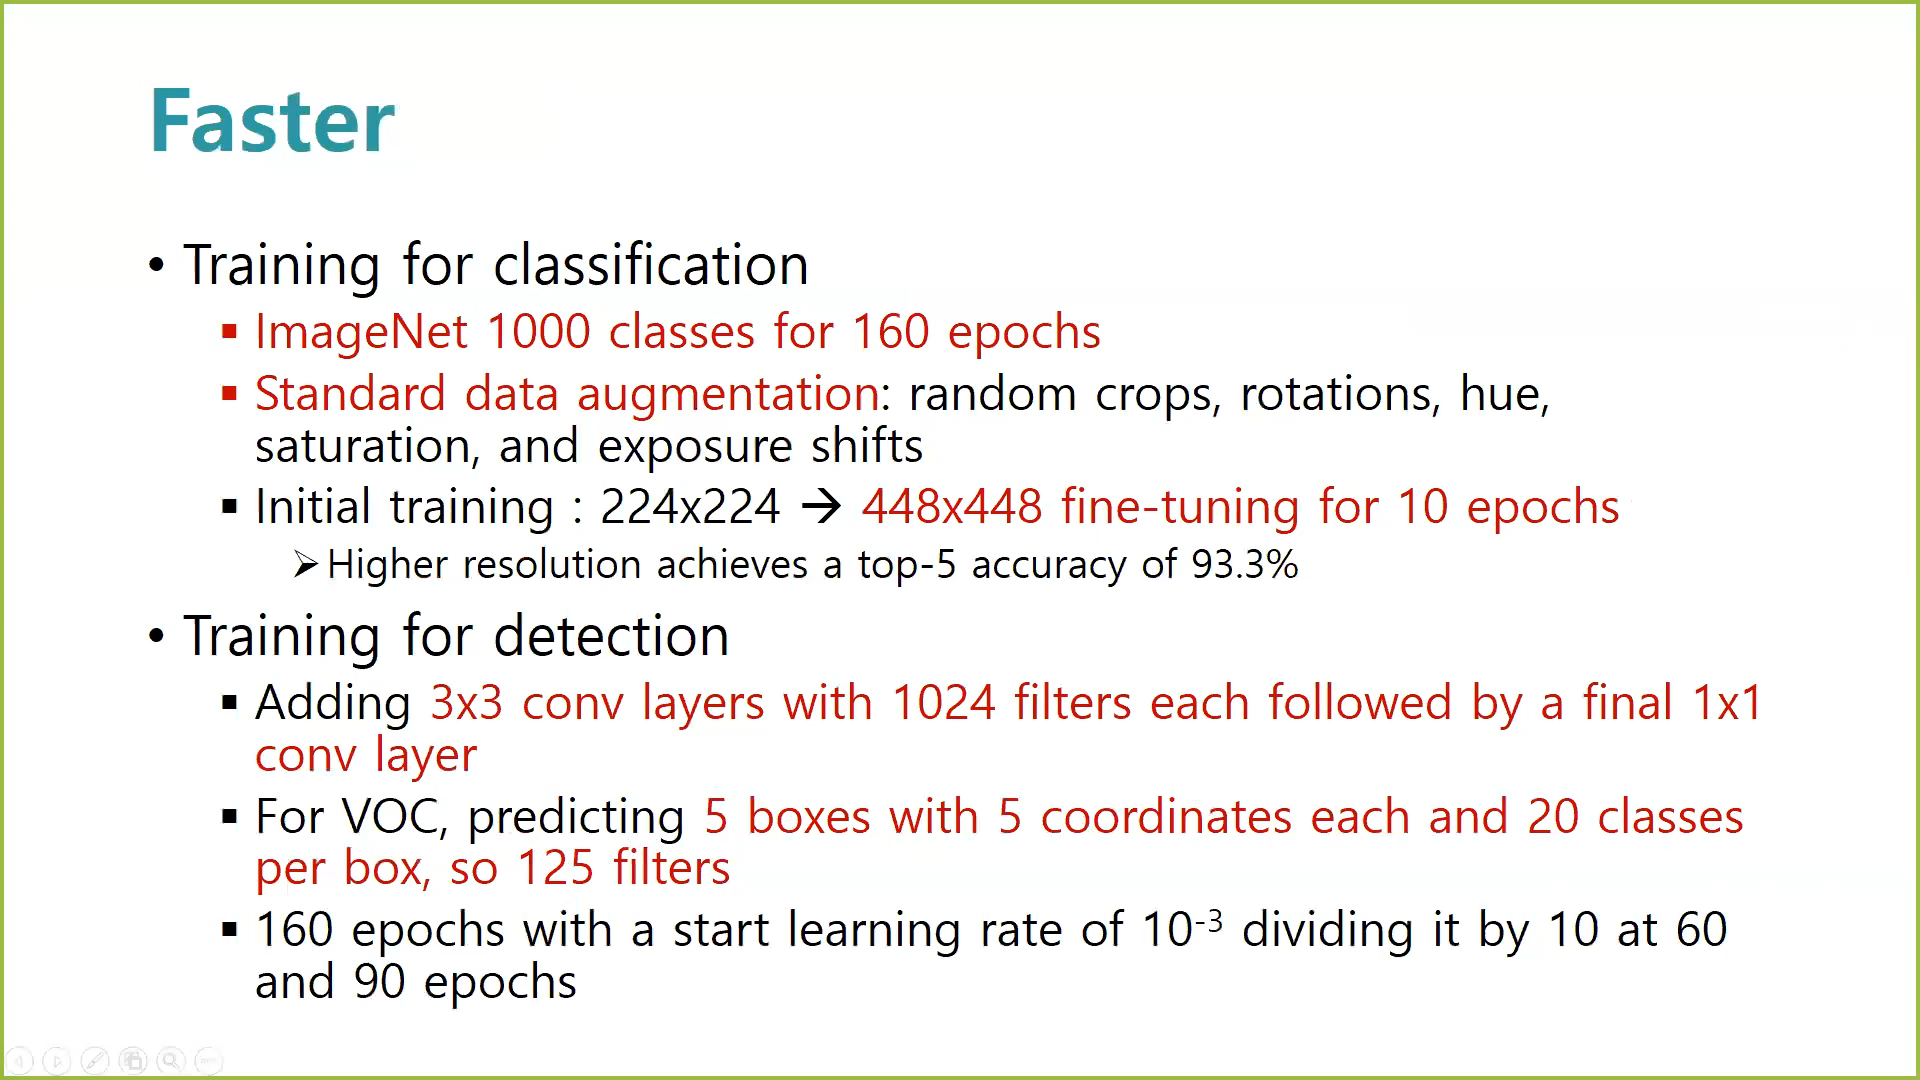 Faster
• Training for classification
▪ ImageNet 1000 classes for 160 epochs
▪ Standard data augmentation: random crops, rotations, hue,
saturation, and exposure shifts
▪ Initial training : 224x224 → 448x448 fine-tuning for 10 epochs
➢ Higher resolution achieves a top-5 accuracy of 93.3%
• Training for detection
▪ Adding 3x3 conv layers with 1024 filters each followed by a final 1x1
conv layer
▪ For VOC, predicting 5 boxes with 5 coordinates each and 20 classes
per box, so 125 filters
▪ 160 epochs with a start learning rate of 10⁻³ dividing it by 10 at 60
and 90 epochs